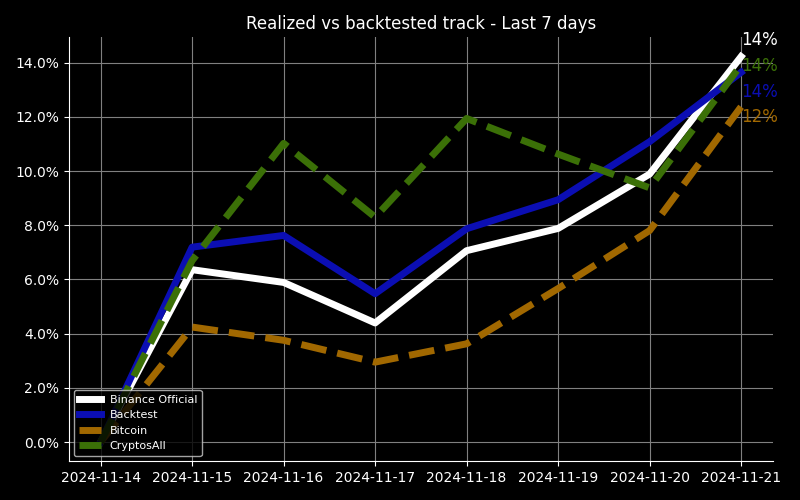 Realized vs backtested track - Last 7 days
14%
14%
14%
12%
14.0%
12.0%
10.0%
8.0%
6.0%
4.0%
2.0%
0.0%
Binance Official
Backtest
Bitcoin
CryptosAll
2024-11-14 2024-11-15 2024-11-16 2024-11-17 2024-11-18 2024-11-19 2024-11-20 2024-11-21